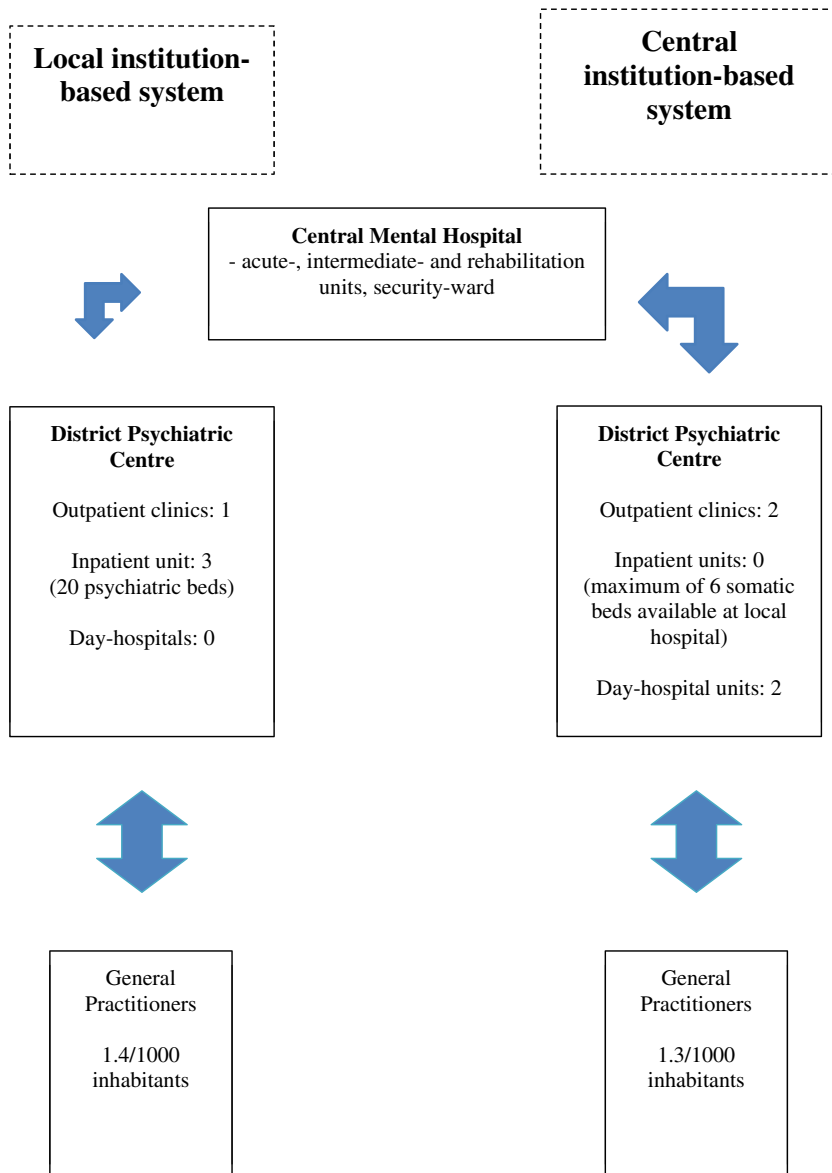 Local institution-
based system
Central
institution-based
system
Central Mental Hospital
- acute-, intermediate- and rehabilitation
units, security-ward
District Psychiatric
Centre
Outpatient clinics: 1
Inpatient unit: 3
(20 psychiatric beds)
Day-hospitals: 0
District Psychiatric
Centre
Outpatient clinics: 2
Inpatient units: 0
(maximum of 6 somatic
beds available at local
hospital)
Day-hospital units: 2
General
Practitioners
1.4/1000
inhabitants
General
Practitioners
1.3/1000
inhabitants